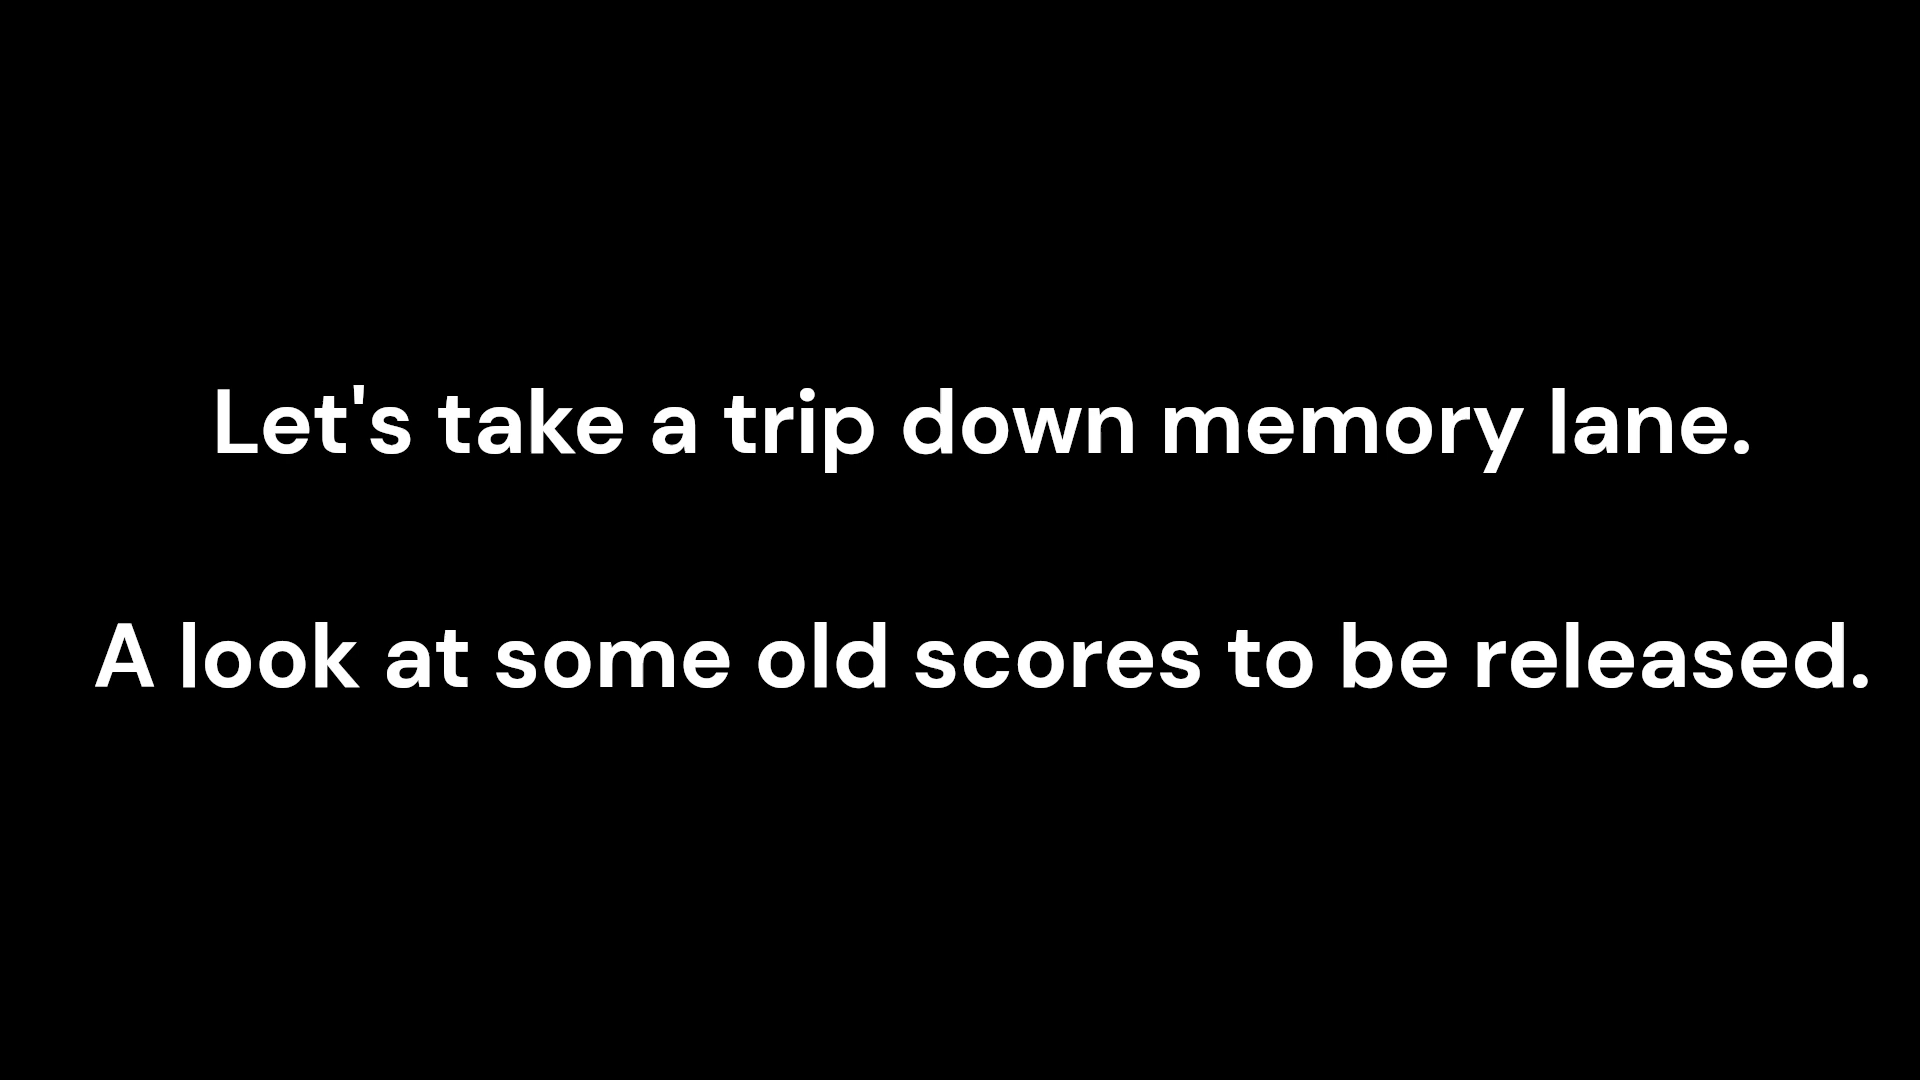 Let's take a trip down memory lane.
A look at some old scores to be released.